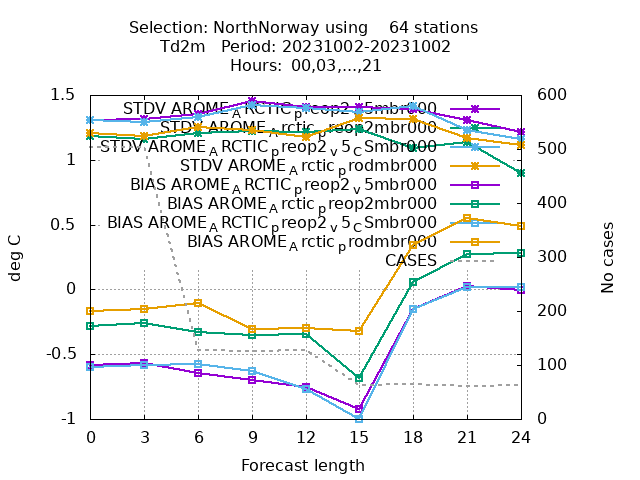 Selection: NorthNorway using    64 stations
Td2m   Period: 20231002-20231002
Hours:  00,03,...,21
1.5
1
0.5
0
-0.5
-1
deg C
600
500
400
300
200
100
0
No cases
STDV AROME_ARCTIC_preop2_v5mbr000
STDV AROME_Arctic_preop2mbr000
STDV AROME_ARCTIC_preop2_v5_CSmbr000
STDV AROME_Arctic_prodmbr000
BIAS AROME_ARCTIC_preop2_v5mbr000
BIAS AROME_Arctic_preop2mbr000
BIAS AROME_ARCTIC_preop2_v5_CSmbr000
BIAS AROME_Arctic_prodmbr000
CASES
0 3 6 9 12 15 18 21 24
Forecast length